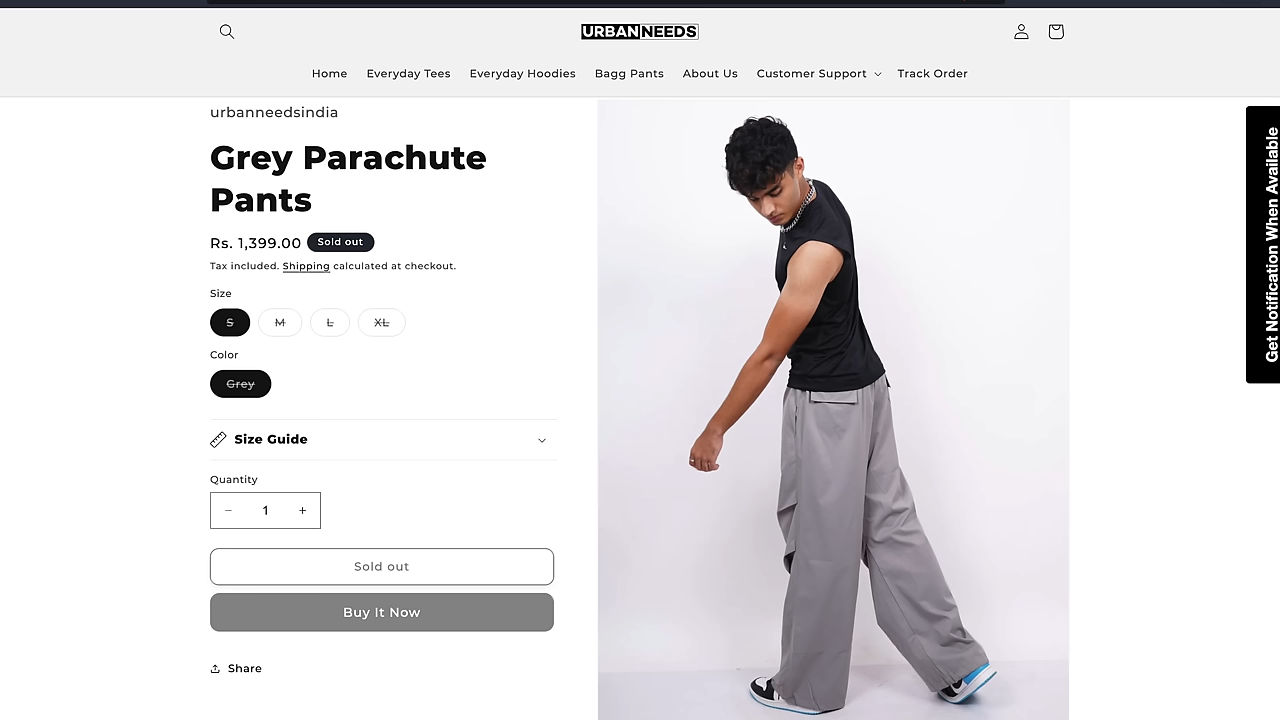 URBANNEEDS
Home Everyday Tees Everyday Hoodies Bagg Pants About Us Customer Support Track Order
urbanneedsindia
Grey Parachute
Pants
Rs. 1,399.00 Sold out
Tax included. Shipping calculated at checkout.
Size
S M L XL
Color
Grey
Size Guide
Quantity
− 1 +
Sold out
Buy It Now
Share
Get Notification When Available